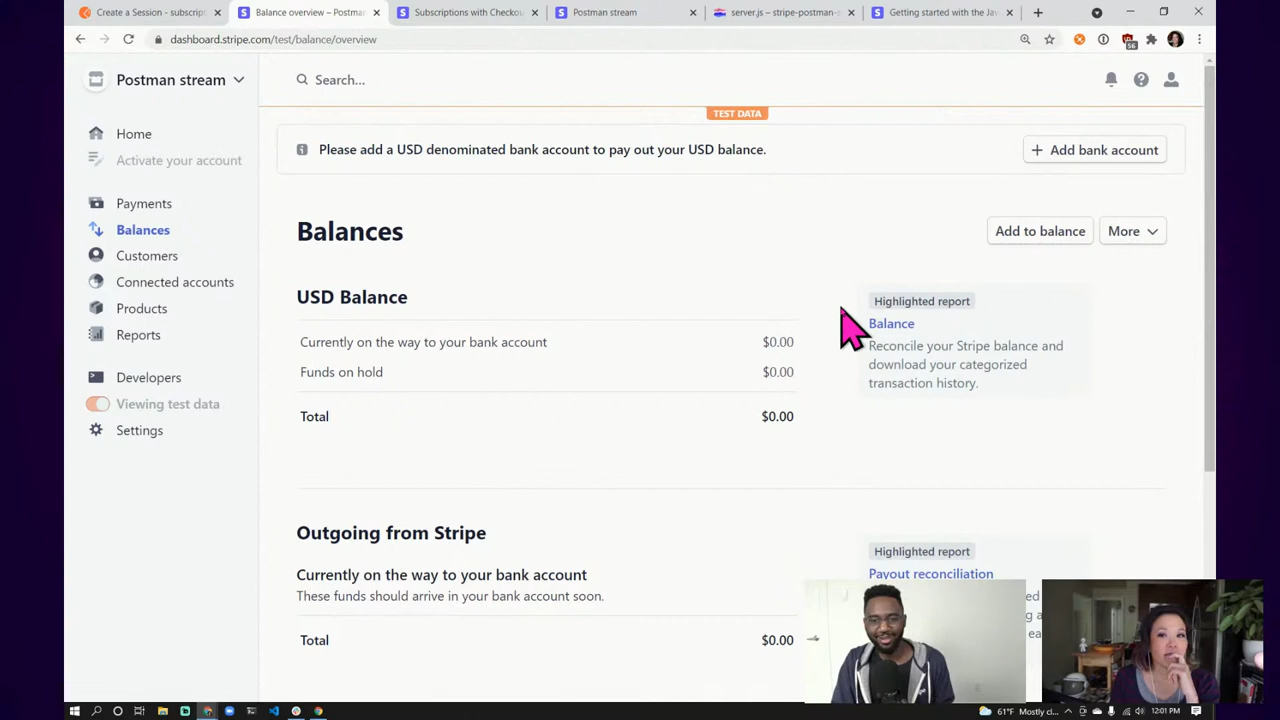 Create a Session - subscript
Balance overview – Postma
Subscriptions with Checkou
Postman stream
server.js – stripe-postman-s
Getting started with the Jav
dashboard.stripe.com/test/balance/overview
56
Postman stream
Search...
TEST DATA
Home
Activate your account
Please add a USD denominated bank account to pay out your USD balance.
+ Add bank account
Payments
Balances
Customers
Connected accounts
Products
Reports
Developers
Viewing test data
Settings
Balances
Add to balance
More
USD Balance
Currently on the way to your bank account $0.00
Funds on hold $0.00
Total $0.00
Highlighted report
Balance
Reconcile your Stripe balance and
download your categorized
transaction history.
Outgoing from Stripe
Currently on the way to your bank account
These funds should arrive in your bank account soon.
Total $0.00
Highlighted report
Payout reconciliation
61°F Mostly cl...
12:01 PM